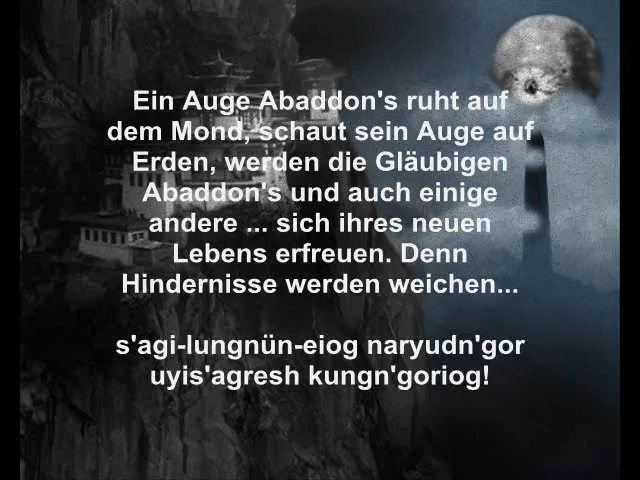 Ein Auge Abaddon's ruht auf
dem Mond, schaut sein Auge auf
Erden, werden die Gläubigen
Abaddon's und auch einige
andere ... sich ihres neuen
Lebens erfreuen. Denn
Hindernisse werden weichen...
s'agi-lungnün-eiog naryudn'gor
uyis'agresh kungn'goriog!